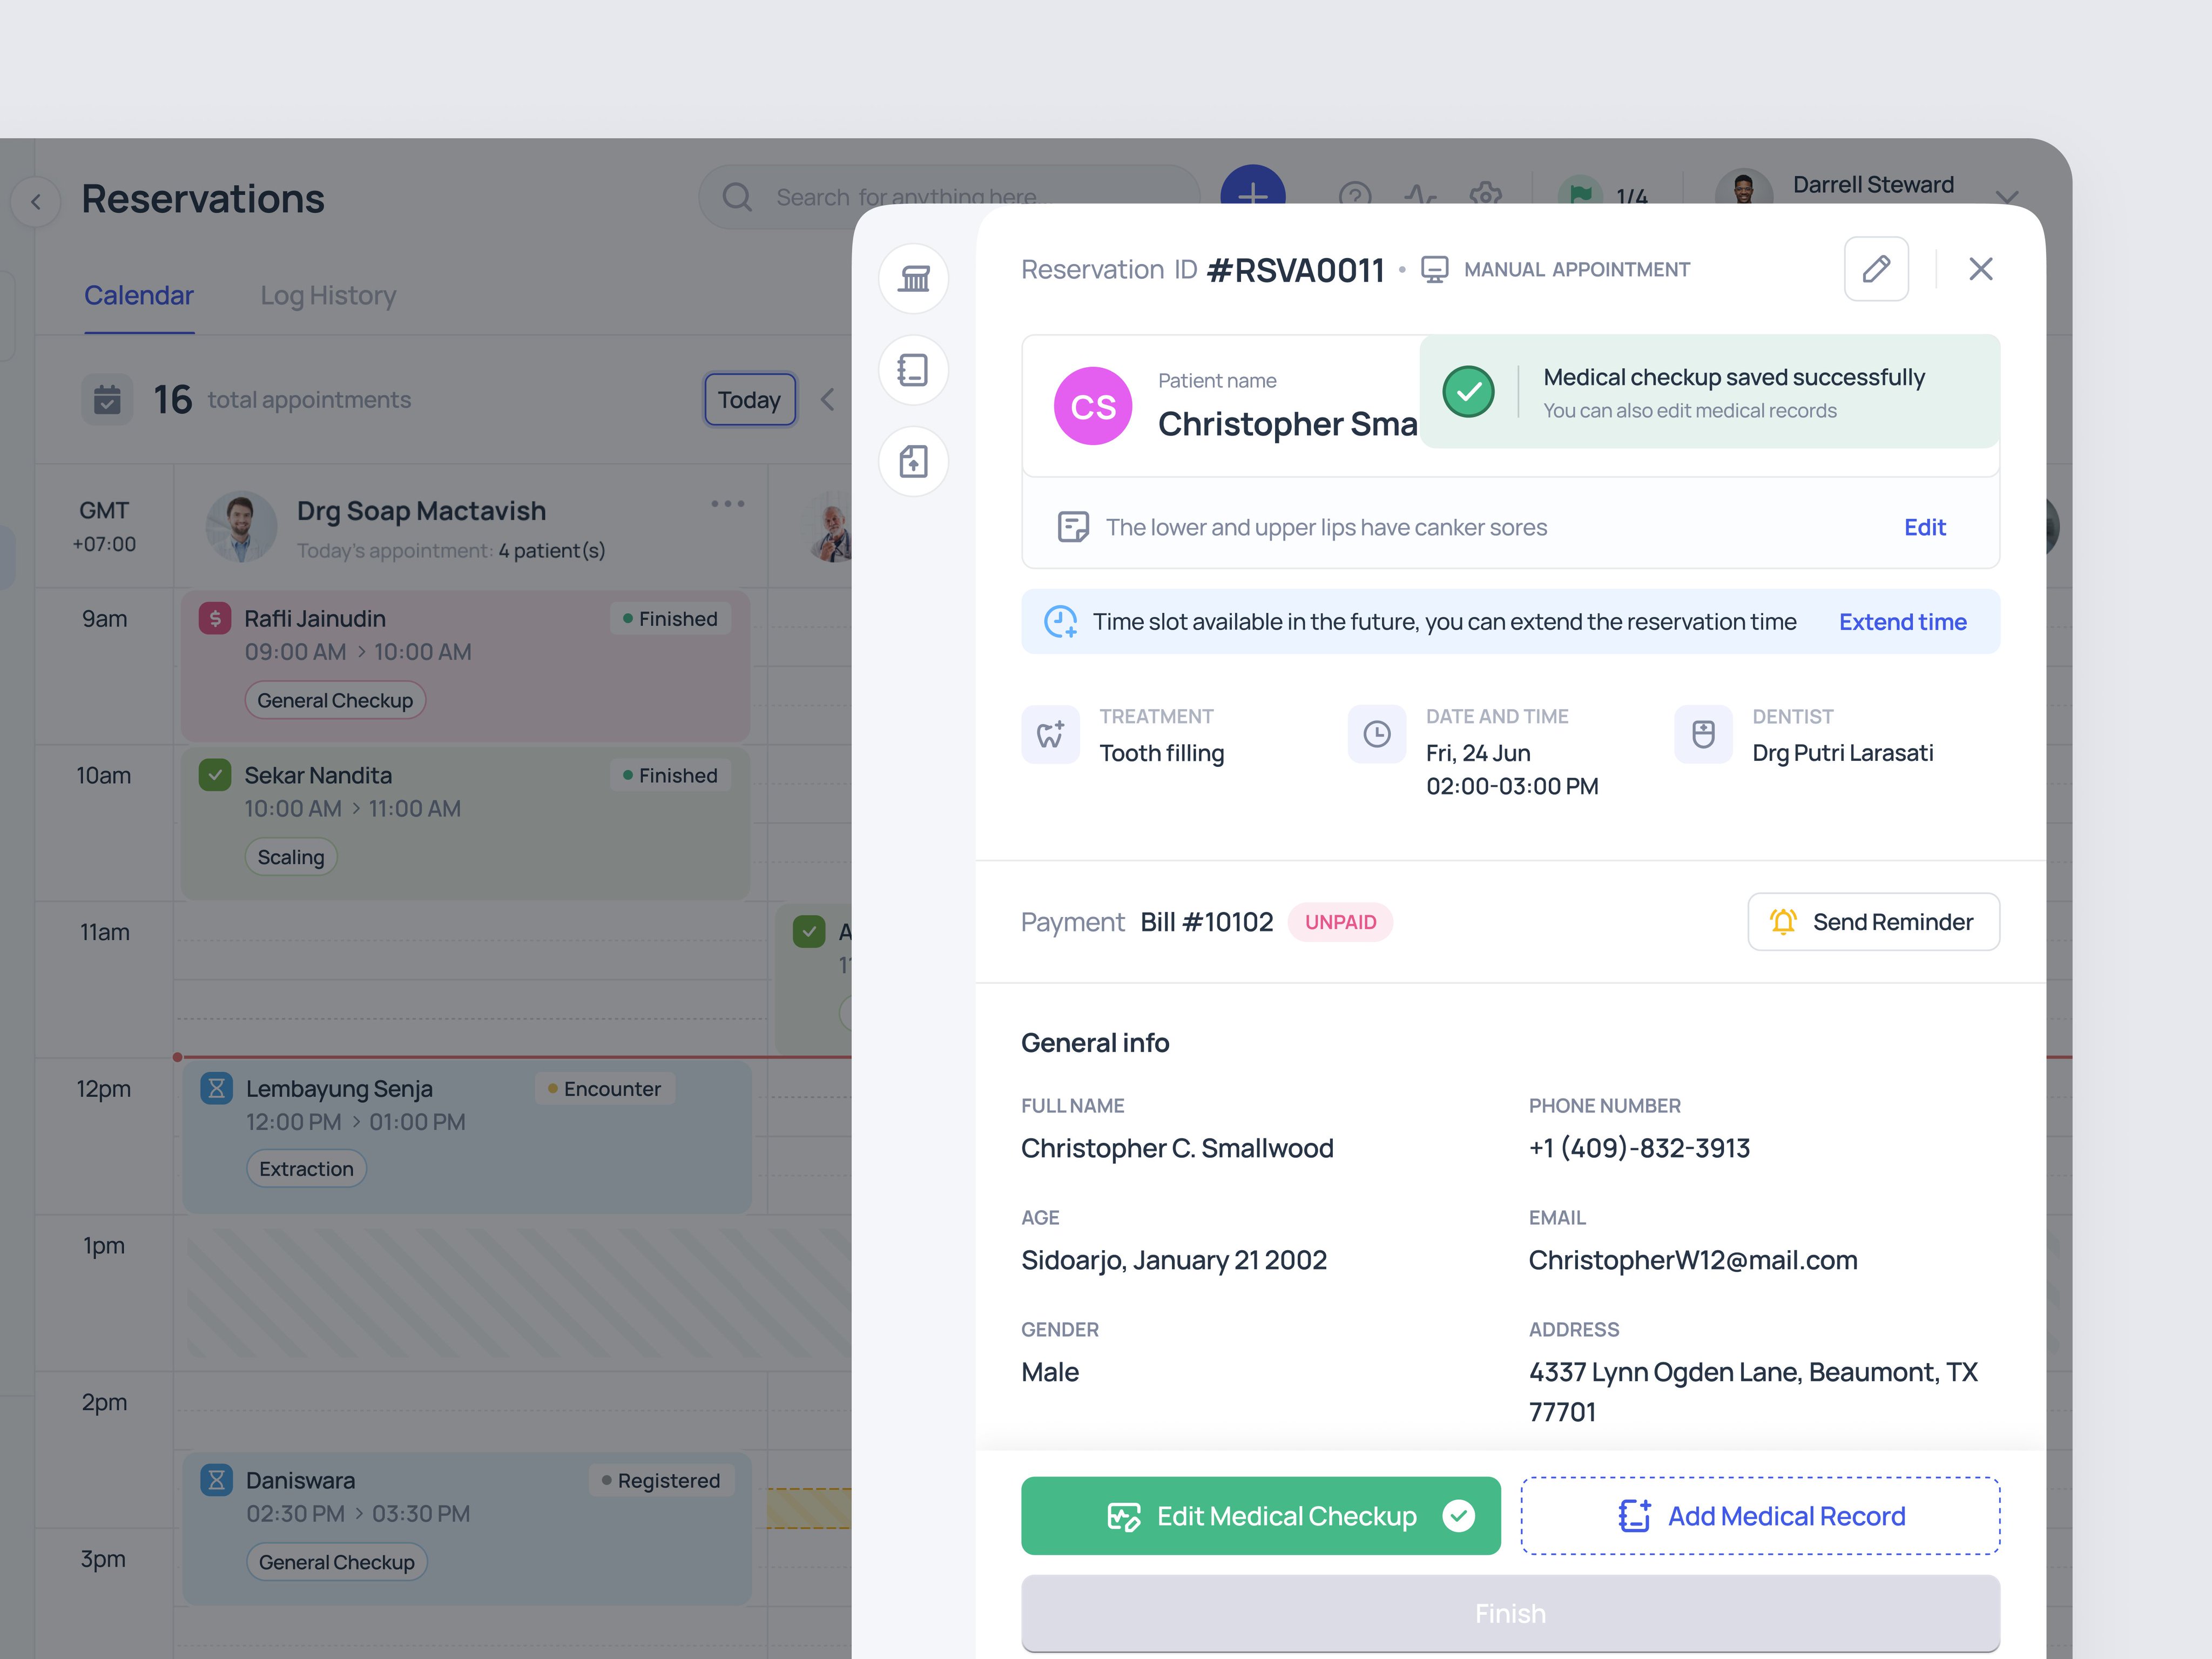 Reservations
Search for anything here...
1/4
Darrell Steward
Calendar
Log History
16 total appointments
Today
GMT
+07:00
Drg Soap Mactavish
Today's appointment: 4 patient(s)
9am
Rafli Jainudin
Finished
09:00 AM > 10:00 AM
General Checkup
10am
Sekar Nandita
Finished
10:00 AM > 11:00 AM
Scaling
11am
A
11
12pm
Lembayung Senja
Encounter
12:00 PM > 01:00 PM
Extraction
1pm
2pm
Daniswara
Registered
02:30 PM > 03:30 PM
General Checkup
3pm
Reservation ID #RSVA0011 • MANUAL APPOINTMENT
CS
Patient name
Christopher Sma
Medical checkup saved successfully
You can also edit medical records
The lower and upper lips have canker sores
Edit
Time slot available in the future, you can extend the reservation time
Extend time
TREATMENT
Tooth filling
DATE AND TIME
Fri, 24 Jun
02:00-03:00 PM
DENTIST
Drg Putri Larasati
Payment Bill #10102 UNPAID
Send Reminder
General info
FULL NAME
Christopher C. Smallwood
PHONE NUMBER
+1 (409)-832-3913
AGE
Sidoarjo, January 21 2002
EMAIL
ChristopherW12@mail.com
GENDER
Male
ADDRESS
4337 Lynn Ogden Lane, Beaumont, TX
77701
Edit Medical Checkup
Add Medical Record
Finish